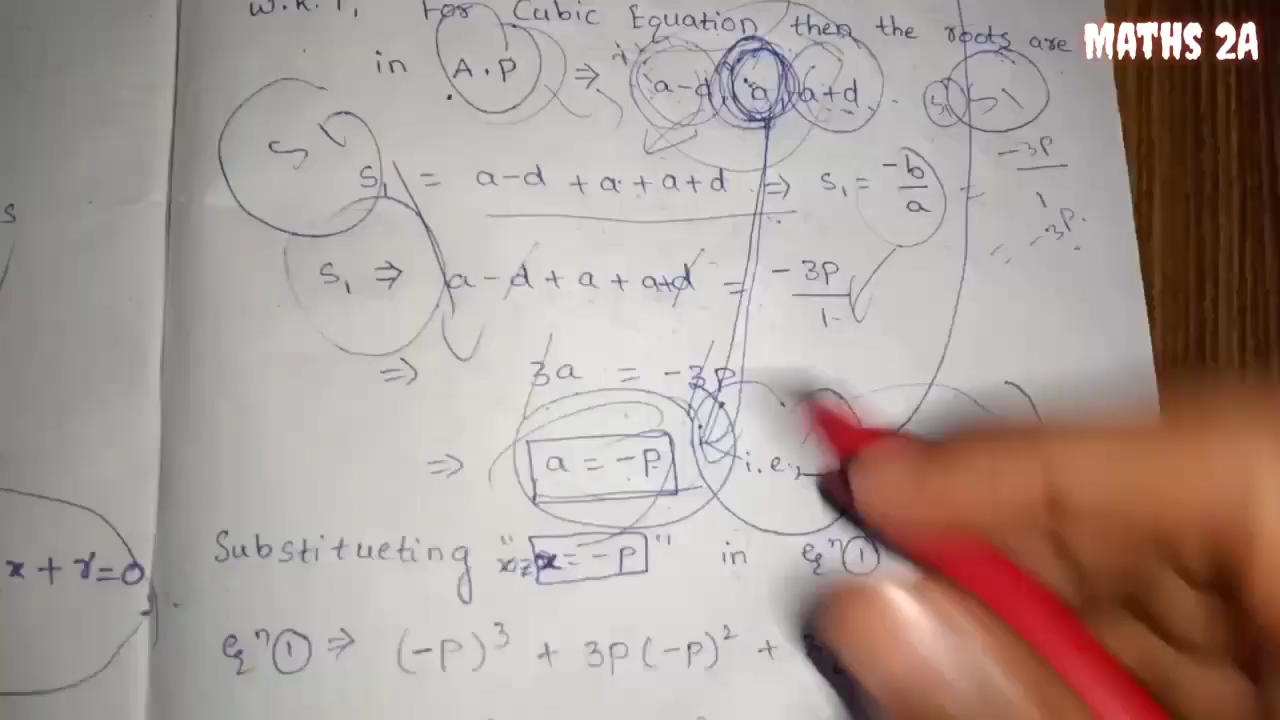 W.K.T, For Cubic Equation then the roots are
MATHS 2A
in A.P ⇒ a-d, a, a+d
S₁ = a-d + a + a+d ⇒ S₁ = -b/a = -3P/1
= -3P
S₁ ⇒ a-d + a + a+d = -3P/1
⇒ 3a = -3P
⇒ a = -P i.e.,
Substitueting "x = -P" in eqⁿ ①
x + r = 0
eqⁿ ① ⇒ (-P)³ + 3P(-P)² +